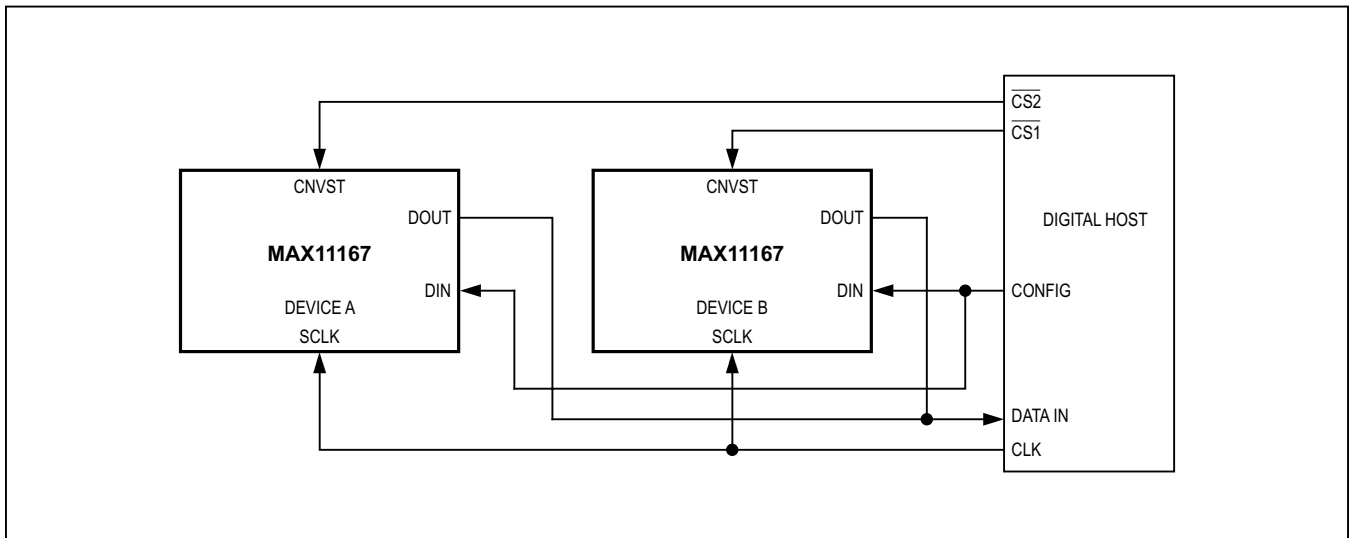 CS2
CS1
CNVST
DOUT
MAX11167
DIN
DEVICE A
SCLK
CNVST
DOUT
MAX11167
DIN
DEVICE B
SCLK
DIGITAL HOST
CONFIG
DATA IN
CLK